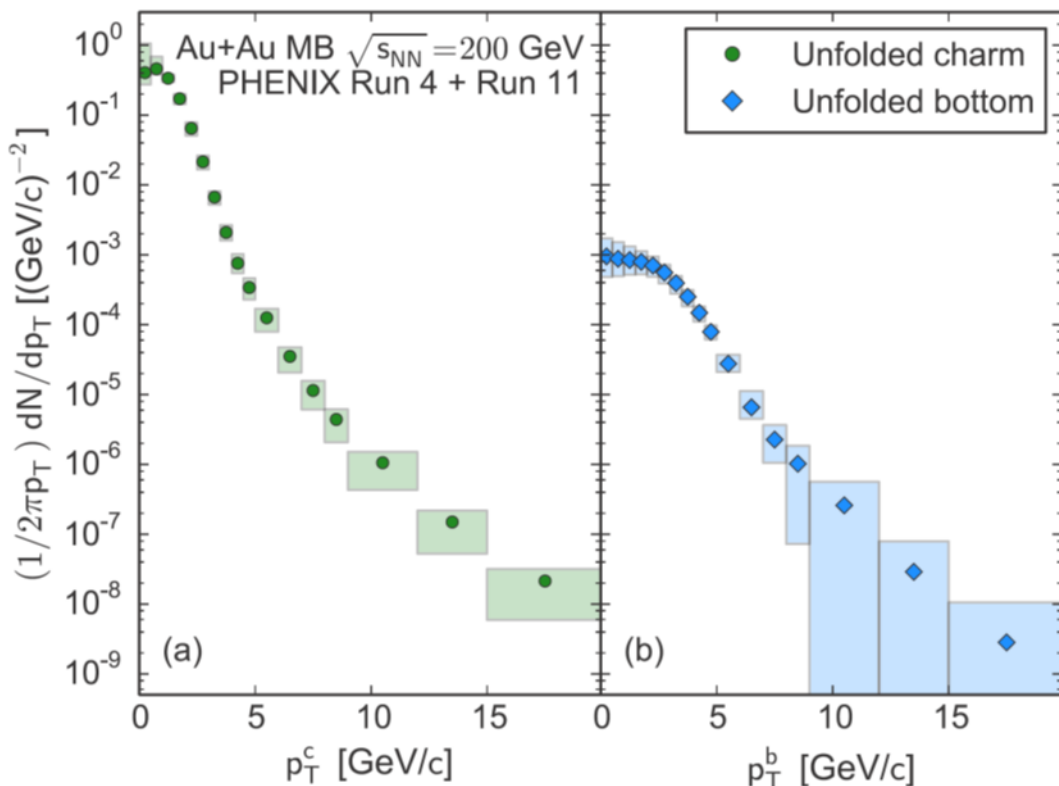 Au+Au MB √s_NN = 200 GeV
PHENIX Run 4 + Run 11
Unfolded charm
Unfolded bottom
(1/2πp_T) dN/dp_T [(GeV/c)^−2]
10^0
10^-1
10^-2
10^-3
10^-4
10^-5
10^-6
10^-7
10^-8
10^-9
(a)
(b)
0 5 10 15
0 5 10 15
p_T^c [GeV/c]
p_T^b [GeV/c]